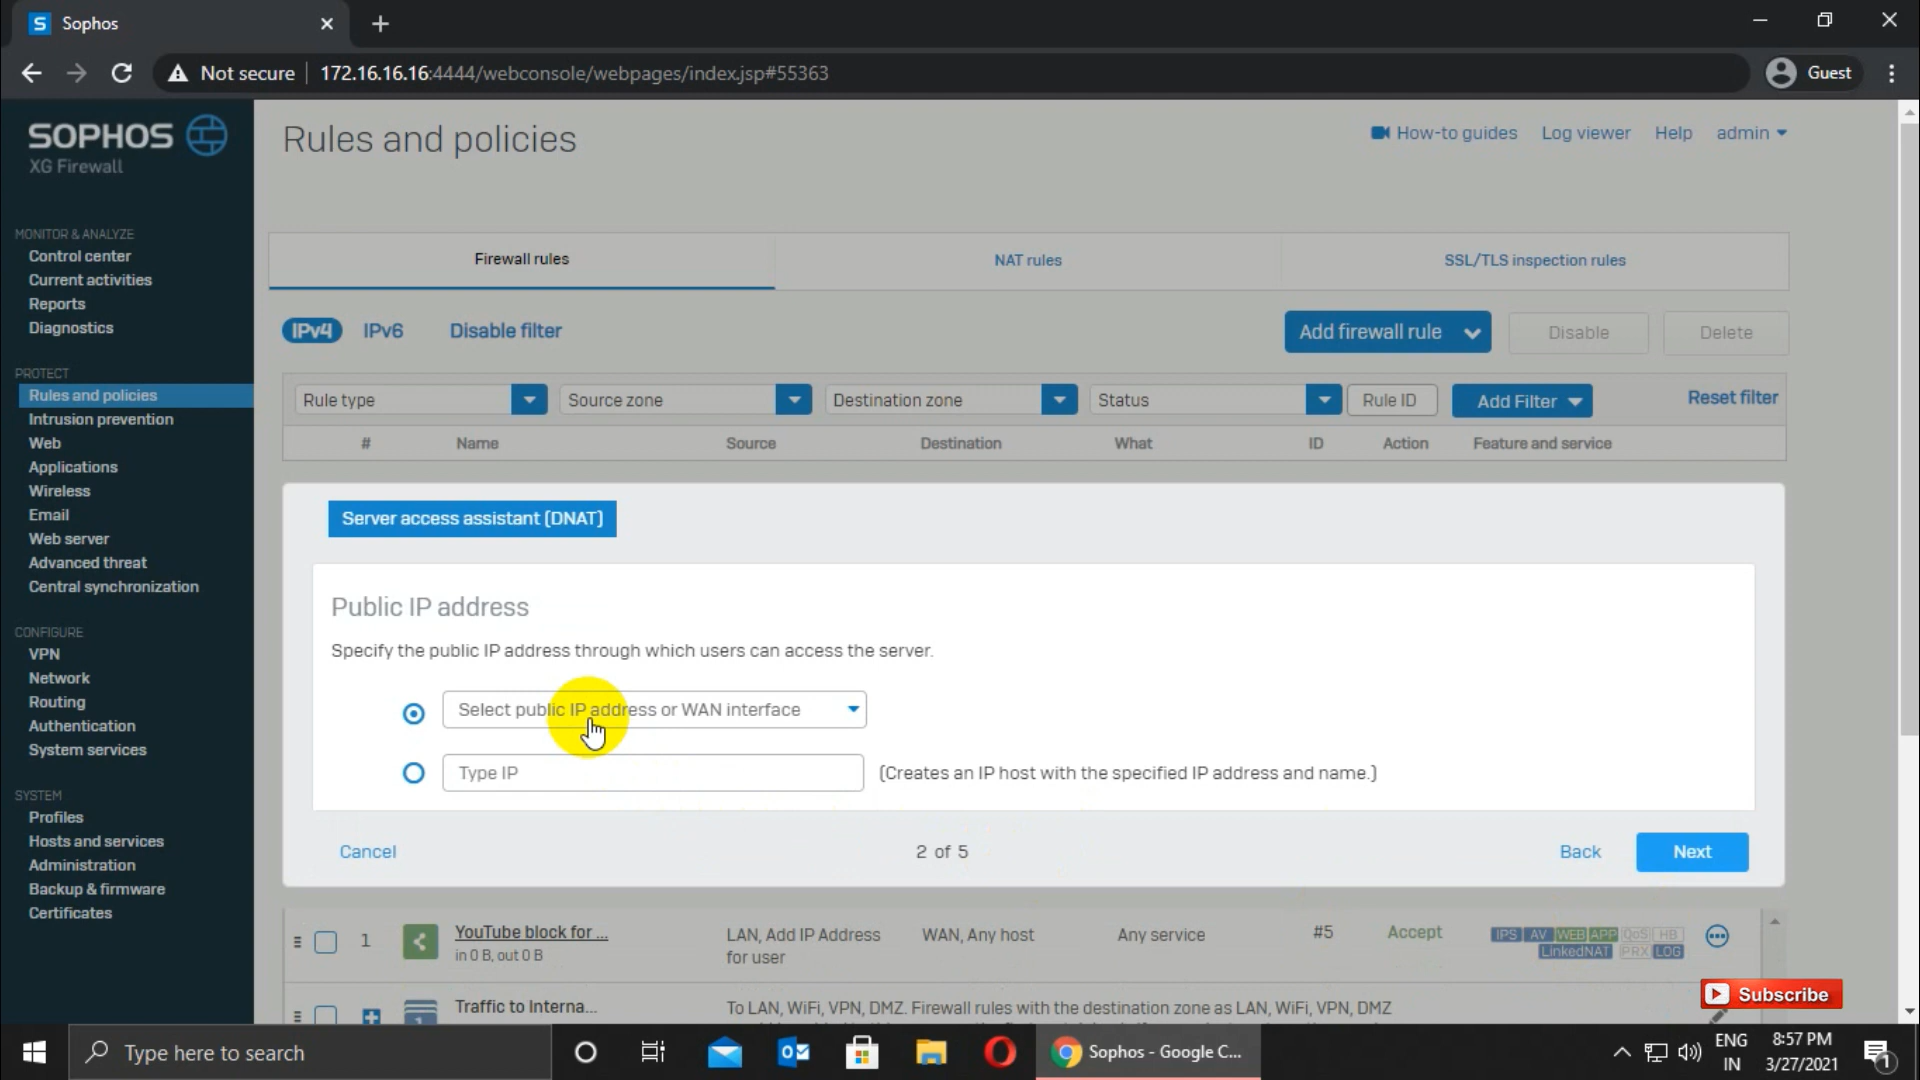 S Sophos
Not secure 172.16.16.16:4444/webconsole/webpages/index.jsp#55363
Guest
SOPHOS
XG Firewall
MONITOR & ANALYZE
Control center
Current activities
Reports
Diagnostics
PROTECT
Rules and policies
Intrusion prevention
Web
Applications
Wireless
Email
Web server
Advanced threat
Central synchronization
CONFIGURE
VPN
Network
Routing
Authentication
System services
SYSTEM
Profiles
Hosts and services
Administration
Backup & firmware
Certificates
Rules and policies
How-to guides Log viewer Help admin
Firewall rules NAT rules SSL/TLS inspection rules
IPv4 IPv6 Disable filter Add firewall rule Disable Delete
Rule type Source zone Destination zone Status Rule ID Add Filter Reset filter
# Name Source Destination What ID Action Feature and service
Server access assistant (DNAT)
Public IP address
Specify the public IP address through which users can access the server.
Select public IP address or WAN interface
Type IP (Creates an IP host with the specified IP address and name.)
Cancel 2 of 5 Back Next
1 YouTube block for ... LAN, Add IP Address WAN, Any host Any service #5 Accept IPS AV WEB APP QoS HB
in 0 B, out 0 B for user LinkedNAT PRX LOG
Subscribe
Traffic to Interna... To LAN, WiFi, VPN, DMZ. Firewall rules with the destination zone as LAN, WiFi, VPN, DMZ
Type here to search
Sophos - Google C...
ENG
IN
8:57 PM
3/27/2021
1